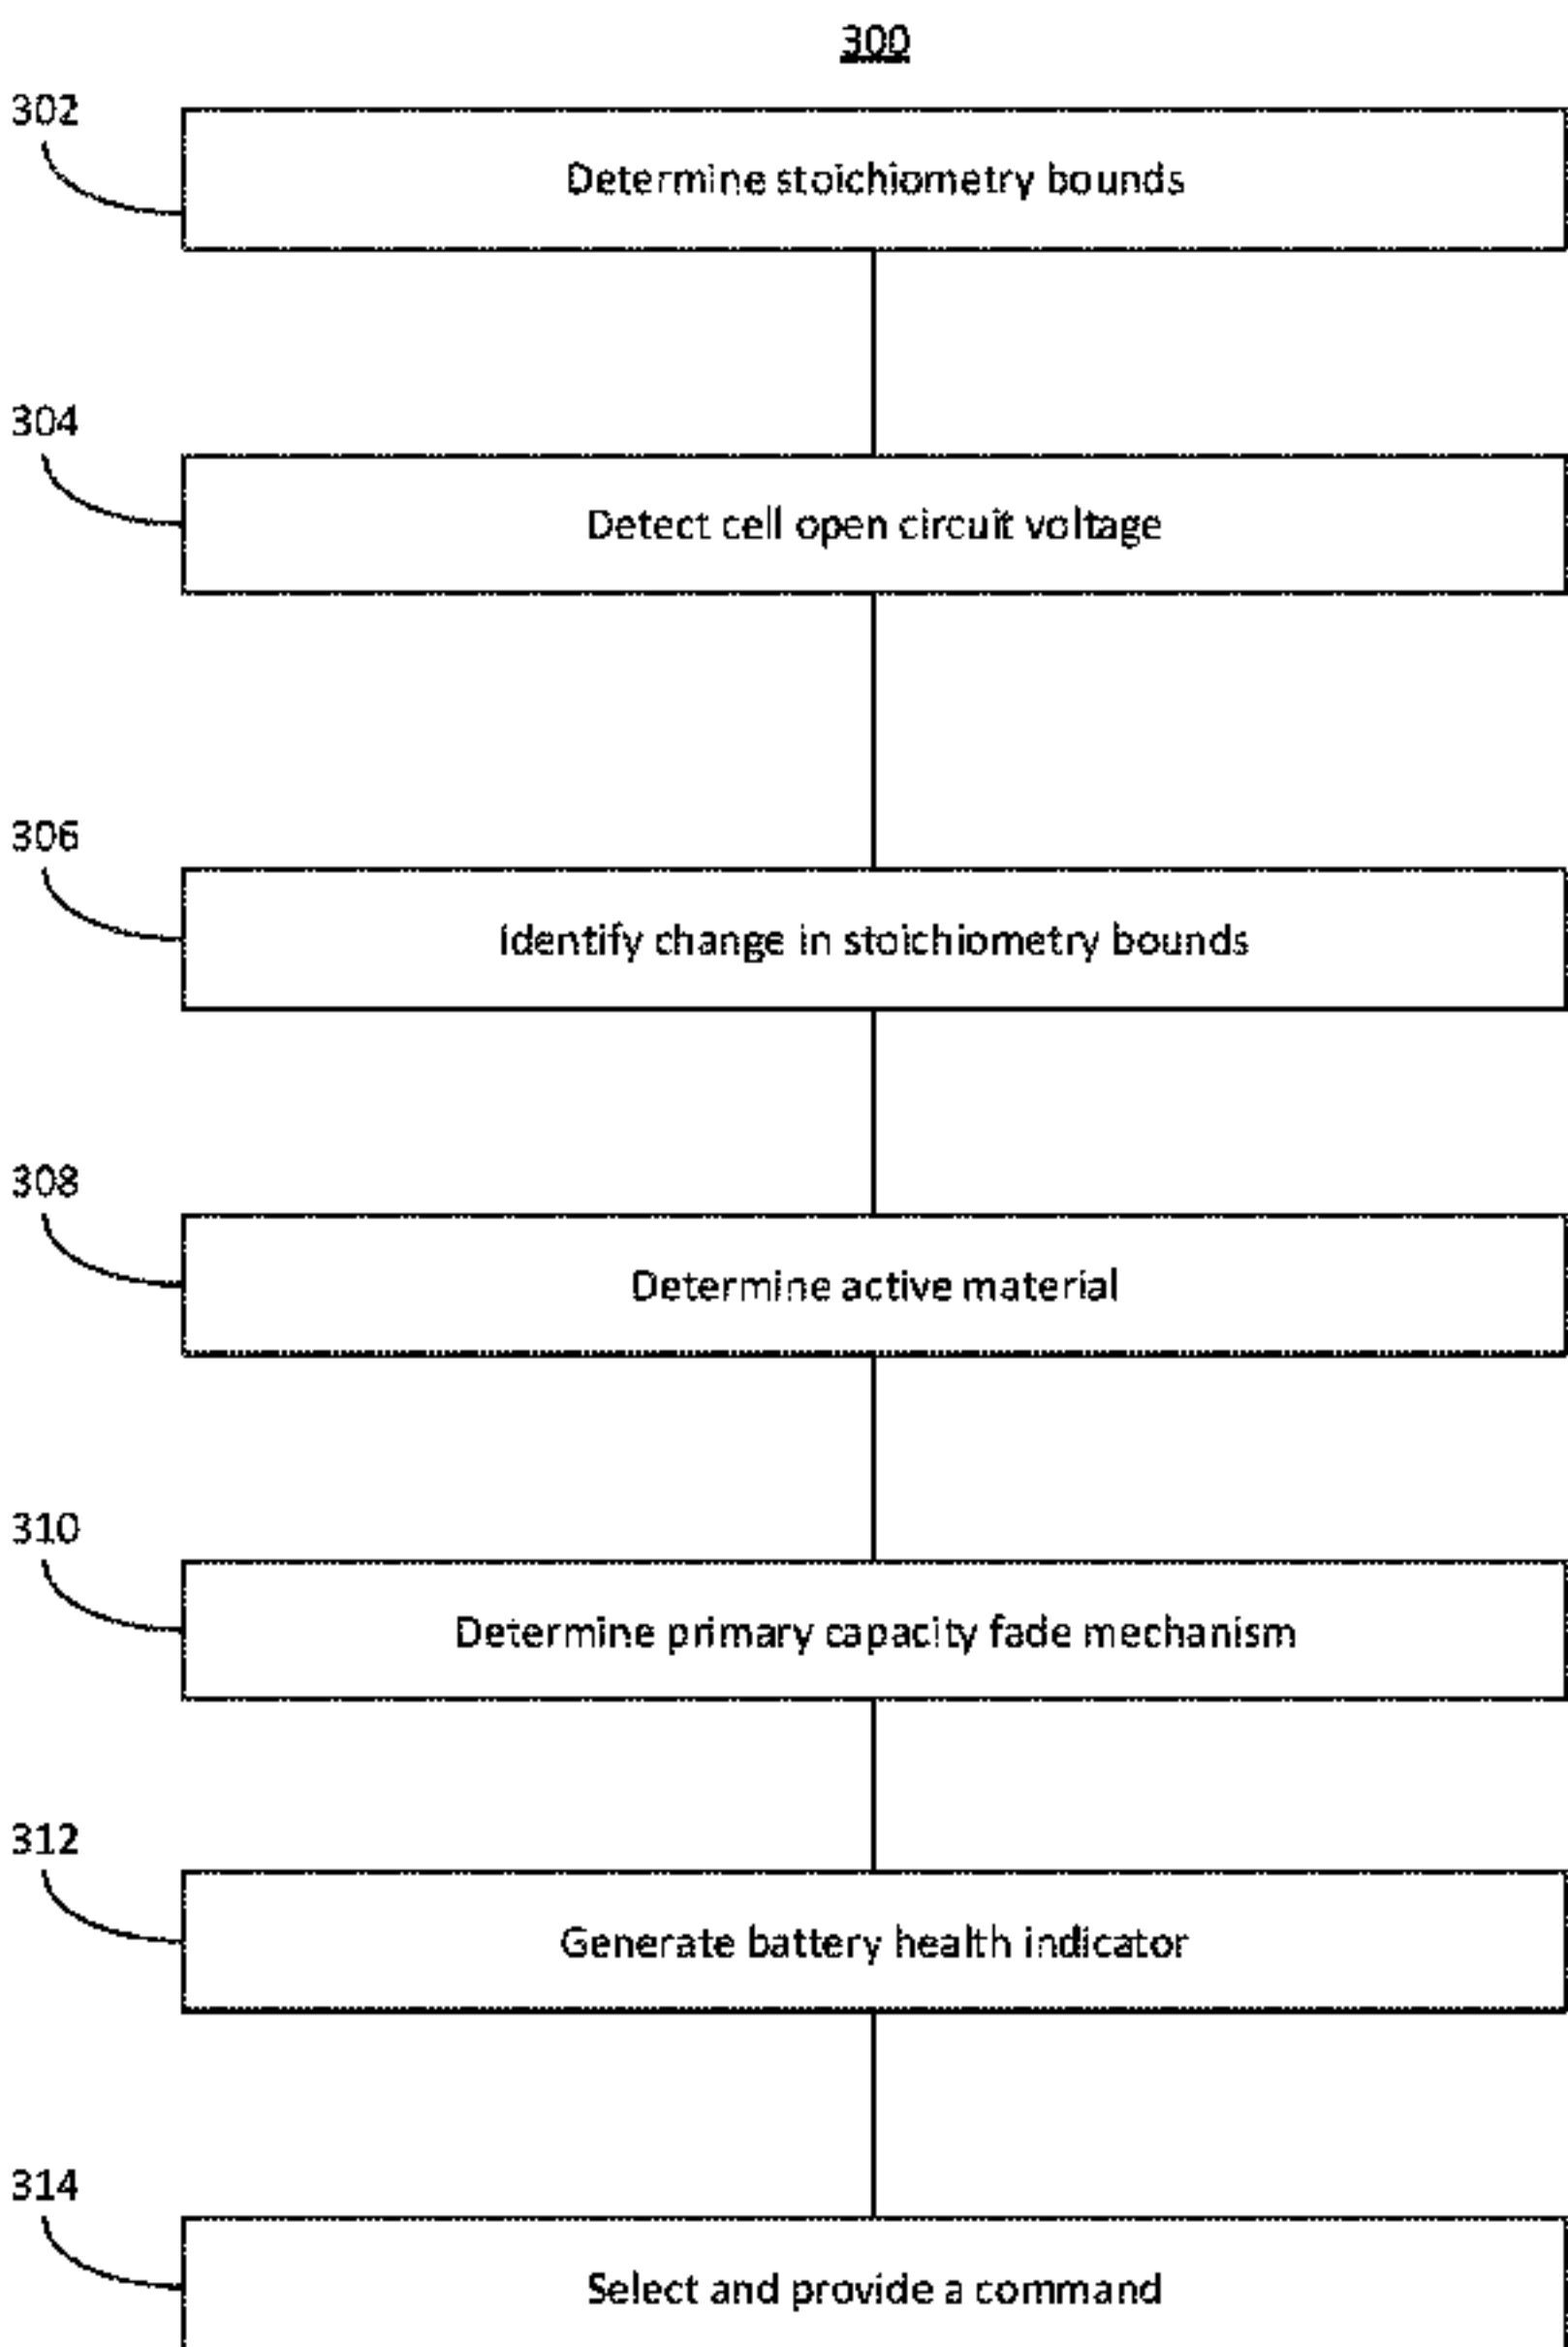 300
302
Determine stoichiometry bounds
304
Detect cell open circuit voltage
306
Identify change in stoichiometry bounds
308
Determine active material
310
Determine primary capacity fade mechanism
312
Generate battery health indicator
314
Select and provide a command